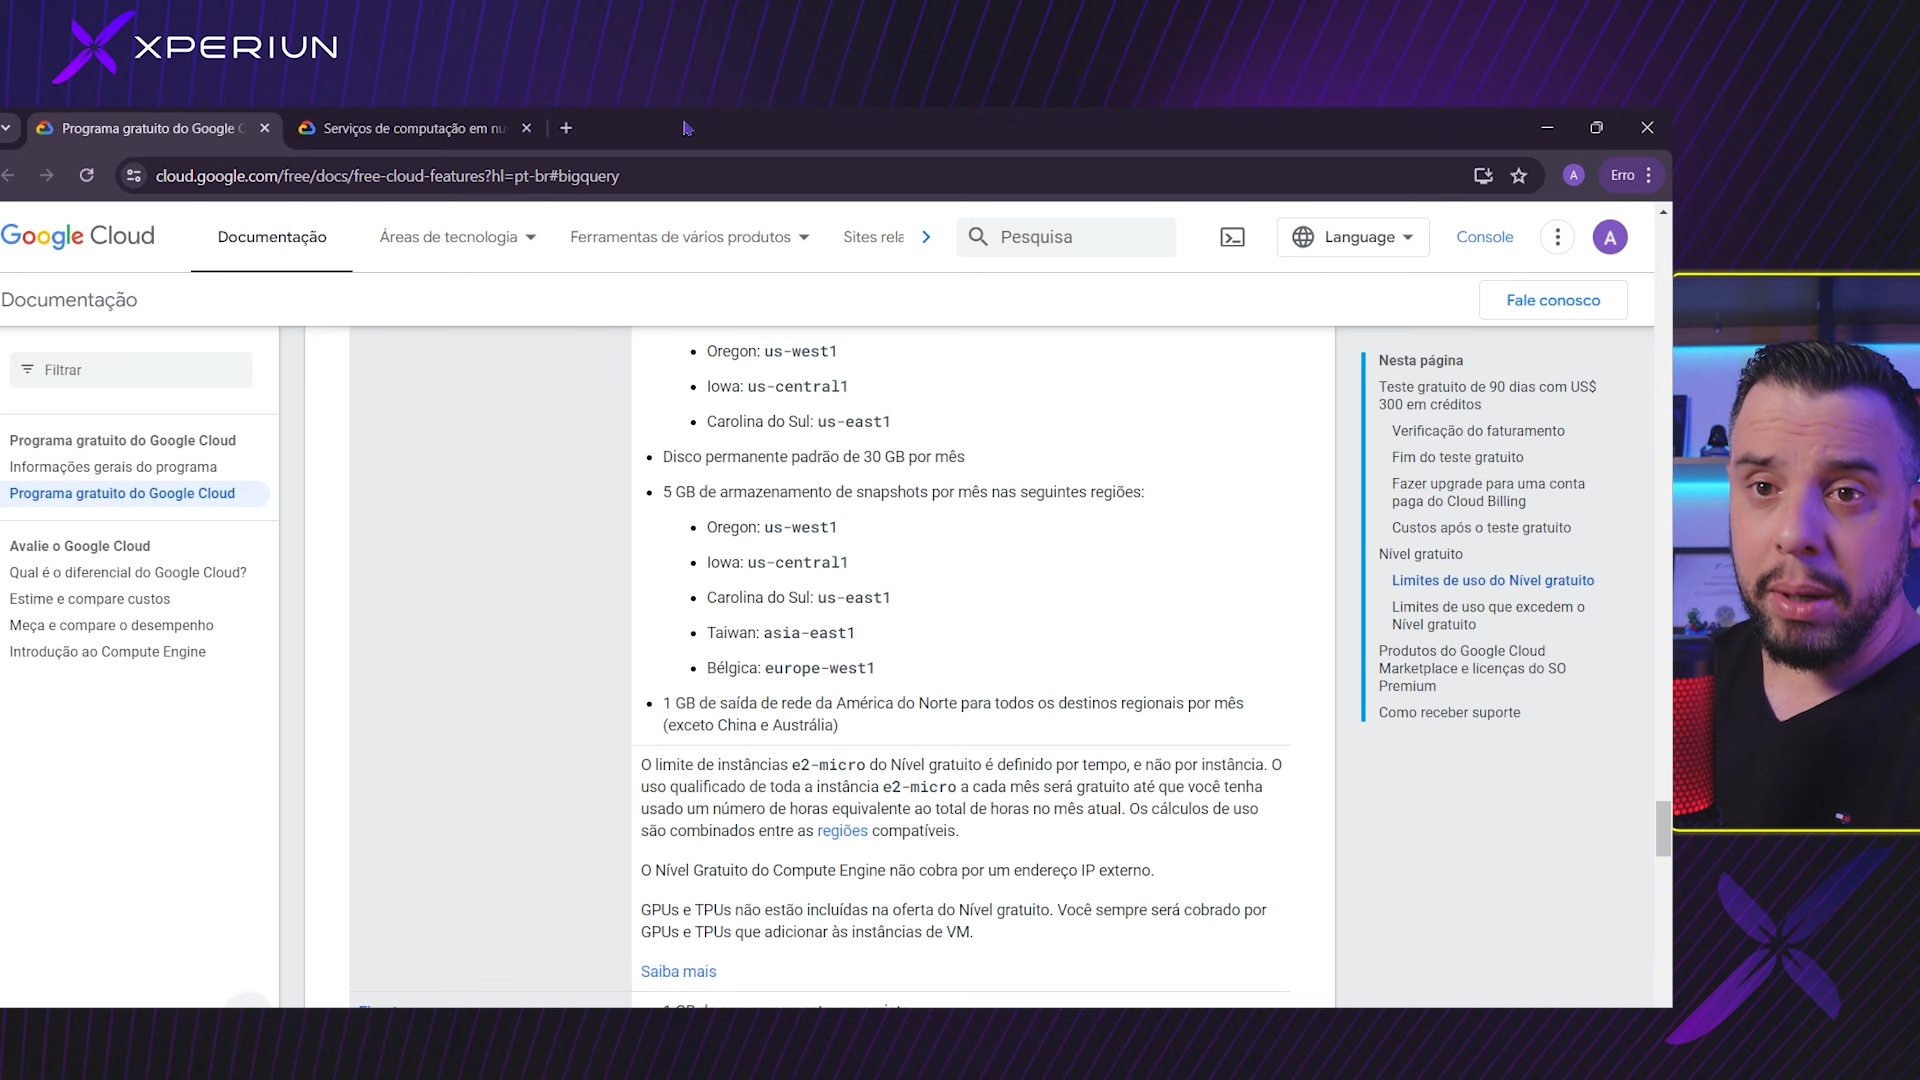 XPERIUN
Programa gratuito do Google C
Serviços de computação em nu
cloud.google.com/free/docs/free-cloud-features?hl=pt-br#bigquery
A
Erro
Google Cloud
Documentação
Áreas de tecnologia
Ferramentas de vários produtos
Sites rela
Pesquisa
Language
Console
A
Documentação
Fale conosco
Filtrar
Programa gratuito do Google Cloud
Informações gerais do programa
Programa gratuito do Google Cloud
Avalie o Google Cloud
Qual é o diferencial do Google Cloud?
Estime e compare custos
Meça e compare o desempenho
Introdução ao Compute Engine
Oregon: us-west1
Iowa: us-central1
Carolina do Sul: us-east1
Disco permanente padrão de 30 GB por mês
5 GB de armazenamento de snapshots por mês nas seguintes regiões:
Oregon: us-west1
Iowa: us-central1
Carolina do Sul: us-east1
Taiwan: asia-east1
Bélgica: europe-west1
1 GB de saída de rede da América do Norte para todos os destinos regionais por mês
(exceto China e Austrália)
O limite de instâncias e2-micro do Nível gratuito é definido por tempo, e não por instância. O
uso qualificado de toda a instância e2-micro a cada mês será gratuito até que você tenha
usado um número de horas equivalente ao total de horas no mês atual. Os cálculos de uso
são combinados entre as regiões compatíveis.
O Nível Gratuito do Compute Engine não cobra por um endereço IP externo.
GPUs e TPUs não estão incluídas na oferta do Nível gratuito. Você sempre será cobrado por
GPUs e TPUs que adicionar às instâncias de VM.
Saiba mais
Nesta página
Teste gratuito de 90 dias com US$
300 em créditos
Verificação do faturamento
Fim do teste gratuito
Fazer upgrade para uma conta
paga do Cloud Billing
Custos após o teste gratuito
Nível gratuito
Limites de uso do Nível gratuito
Limites de uso que excedem o
Nível gratuito
Produtos do Google Cloud
Marketplace e licenças do SO
Premium
Como receber suporte